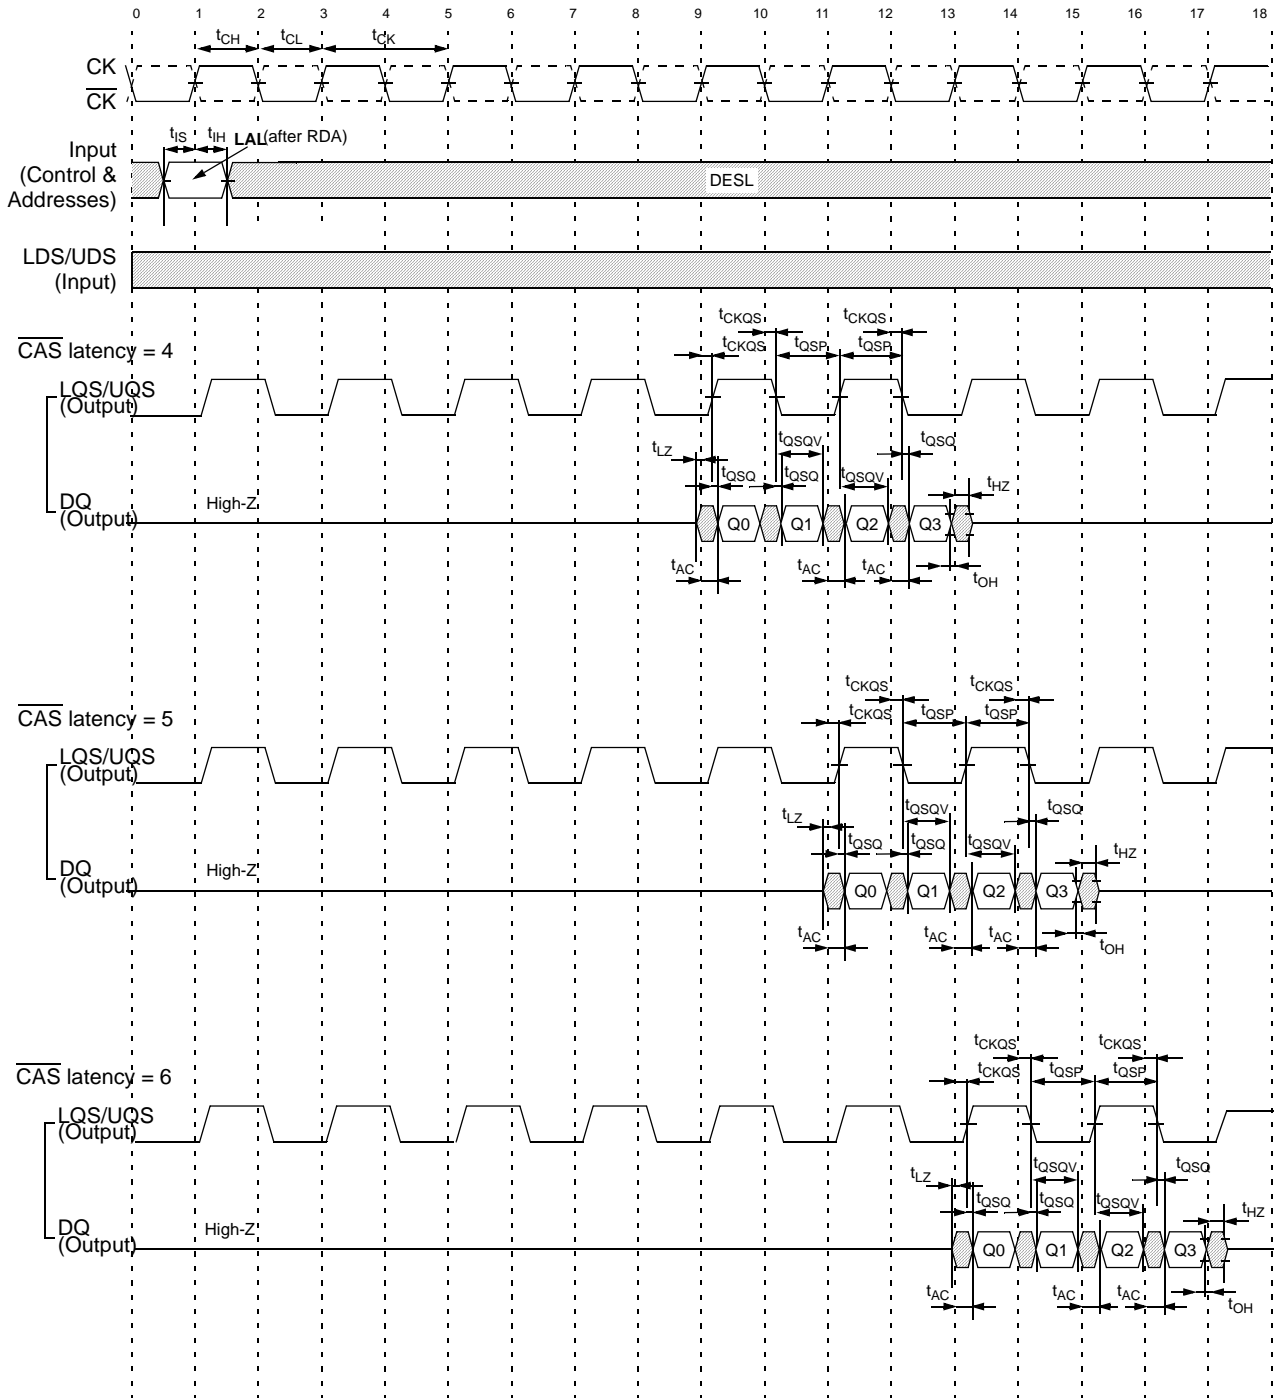 0 1 2 3 4 5 6 7 8 9 10 11 12 13 14 15 16 17 18
tCH tCL tCK
CK
CK
tIS tIH LAL(after RDA)
Input
(Control &
Addresses)
DESL
LDS/UDS
(Input)
tCKQS tCKQS
CAS latency = 4
tCKQS tQSP tQSP
LQS/UQS
(Output)
tLZ tQSQV tQSQ
tQSQ tQSQ tQSQV tHZ
DQ
(Output)
High-Z
Q0 Q1 Q2 Q3
tAC tAC tAC tOH
tCKQS tCKQS
CAS latency = 5
tCKQS tQSP tQSP
LQS/UQS
(Output)
tLZ tQSQV tQSQ
tQSQ tQSQ tQSQV tHZ
DQ
(Output)
High-Z
Q0 Q1 Q2 Q3
tAC tAC tAC tOH
tCKQS tCKQS
CAS latency = 6
tCKQS tQSP tQSP
LQS/UQS
(Output)
tLZ tQSQV tQSQ
tQSQ tQSQ tQSQV tHZ
DQ
(Output)
High-Z
Q0 Q1 Q2 Q3
tAC tAC tAC tOH